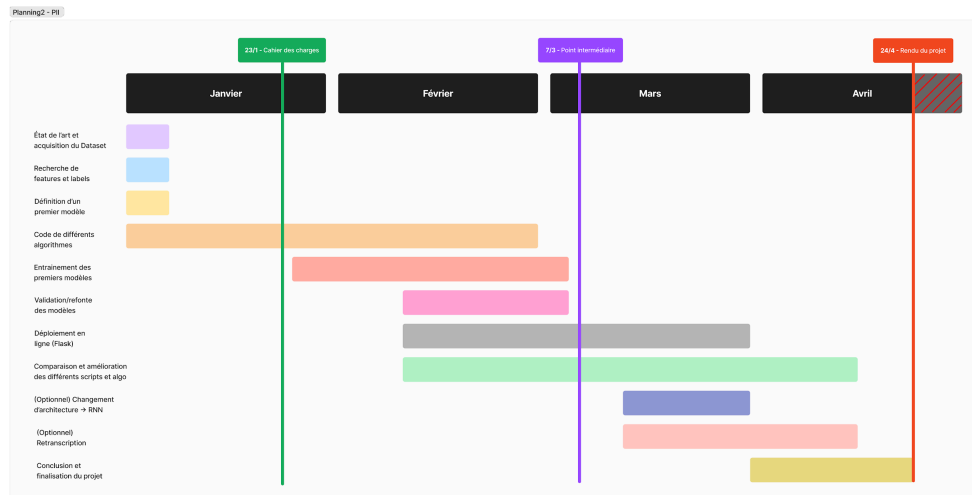 Planning2 - PII
23/1 - Cahier des charges
7/3 - Point intermédiaire
24/4 - Rendu du projet
Janvier
Février
Mars
Avril
État de l'art et
acquisition du Dataset
Recherche de
features et labels
Définition d'un
premier modèle
Code de différents
algorithmes
Entrainement des
premiers modèles
Validation/refonte
des modèles
Déploiement en
ligne (Flask)
Comparaison et amélioration
des différents scripts et algo
(Optionnel) Changement
d'architecture → RNN
(Optionnel)
Retranscription
Conclusion et
finalisation du projet